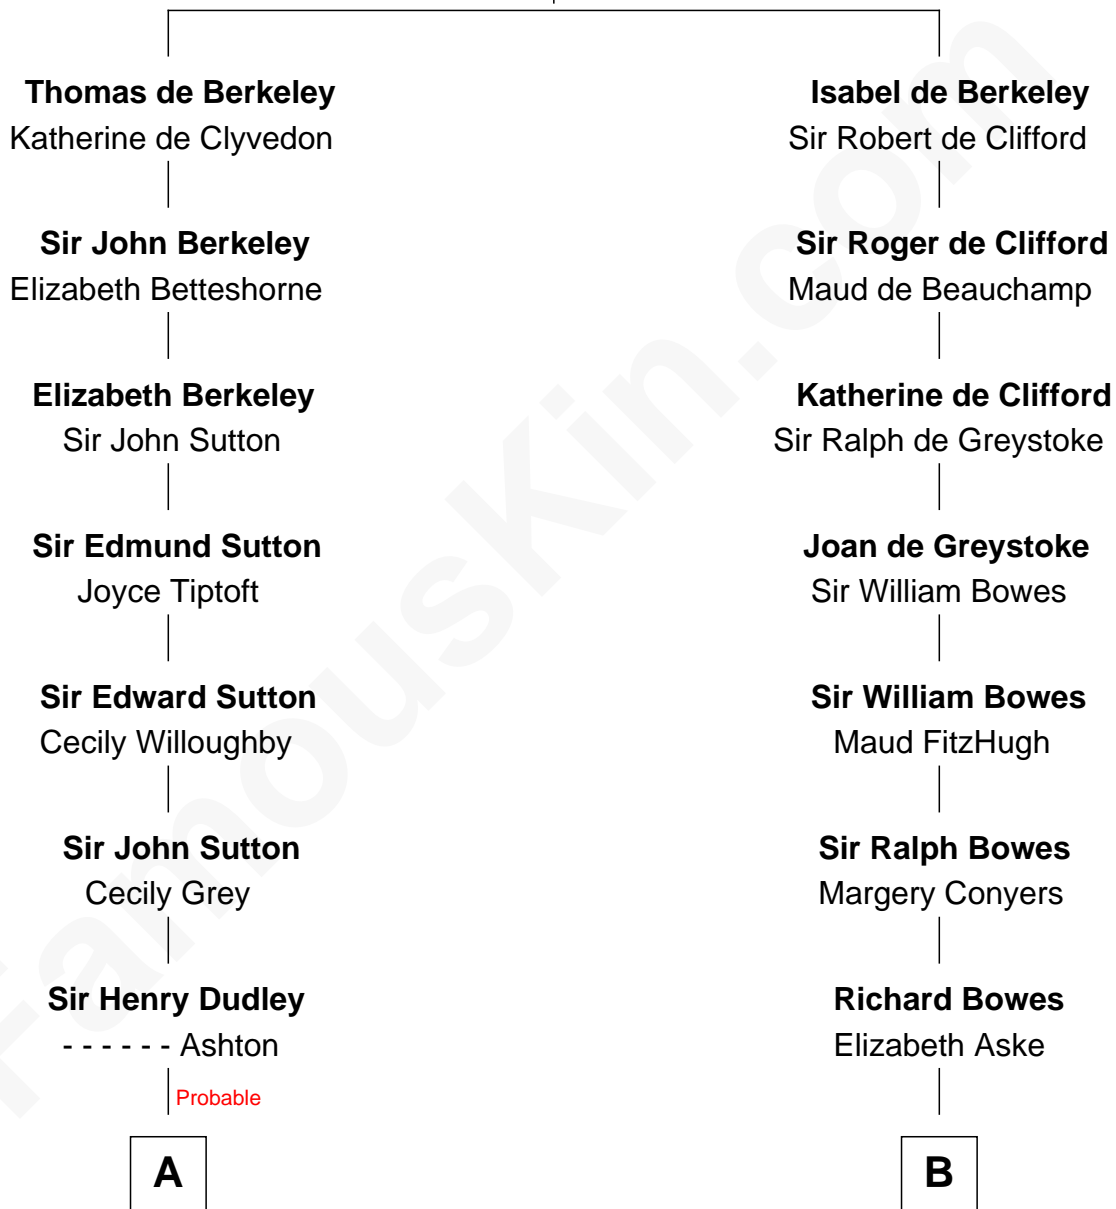 Thomas de Berkeley
Katherine de Clyvedon
Sir John Berkeley
Elizabeth Betteshorne
Elizabeth Berkeley
Sir John Sutton
Sir Edmund Sutton
Joyce Tiptoft
Sir Edward Sutton
Cecily Willoughby
Sir John Sutton
Cecily Grey
Sir Henry Dudley
- - - - - - Ashton
Probable
A
Isabel de Berkeley
Sir Robert de Clifford
Sir Roger de Clifford
Maud de Beauchamp
Katherine de Clifford
Sir Ralph de Greystoke
Joan de Greystoke
Sir William Bowes
Sir William Bowes
Maud FitzHugh
Sir Ralph Bowes
Margery Conyers
Richard Bowes
Elizabeth Aske
B
FamousKin.com